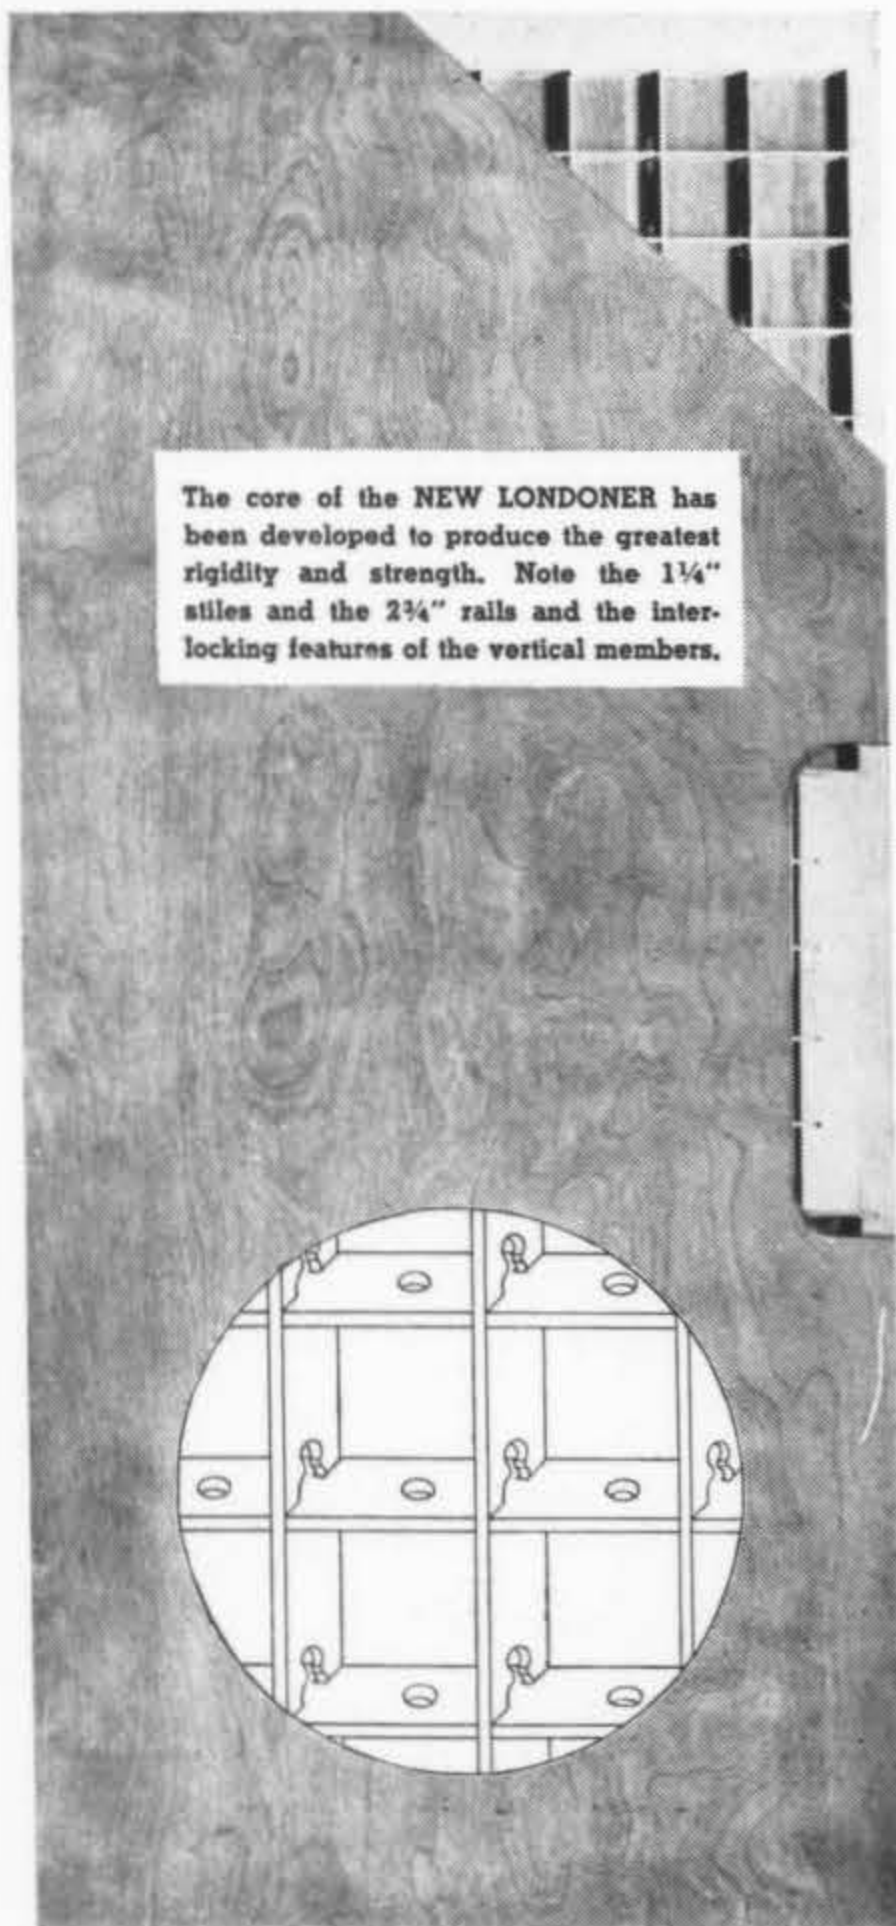 The core of the NEW LONDONER has
been developed to produce the greatest
rigidity and strength. Note the 1¼"
stiles and the 2¾" rails and the inter-
locking features of the vertical members.